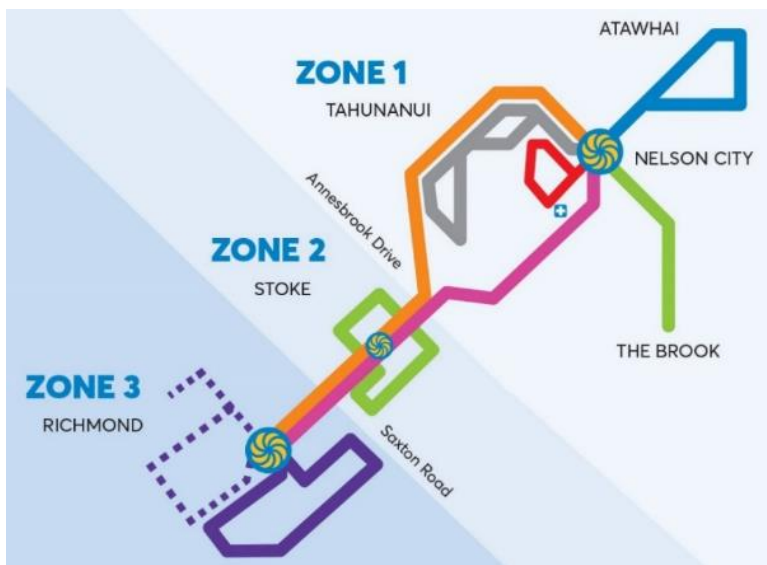 ATAWHAI
ZONE 1
TAHUNANUI
NELSON CITY
Annesbrook Drive
ZONE 2
STOKE
THE BROOK
ZONE 3
RICHMOND
Saxton Road